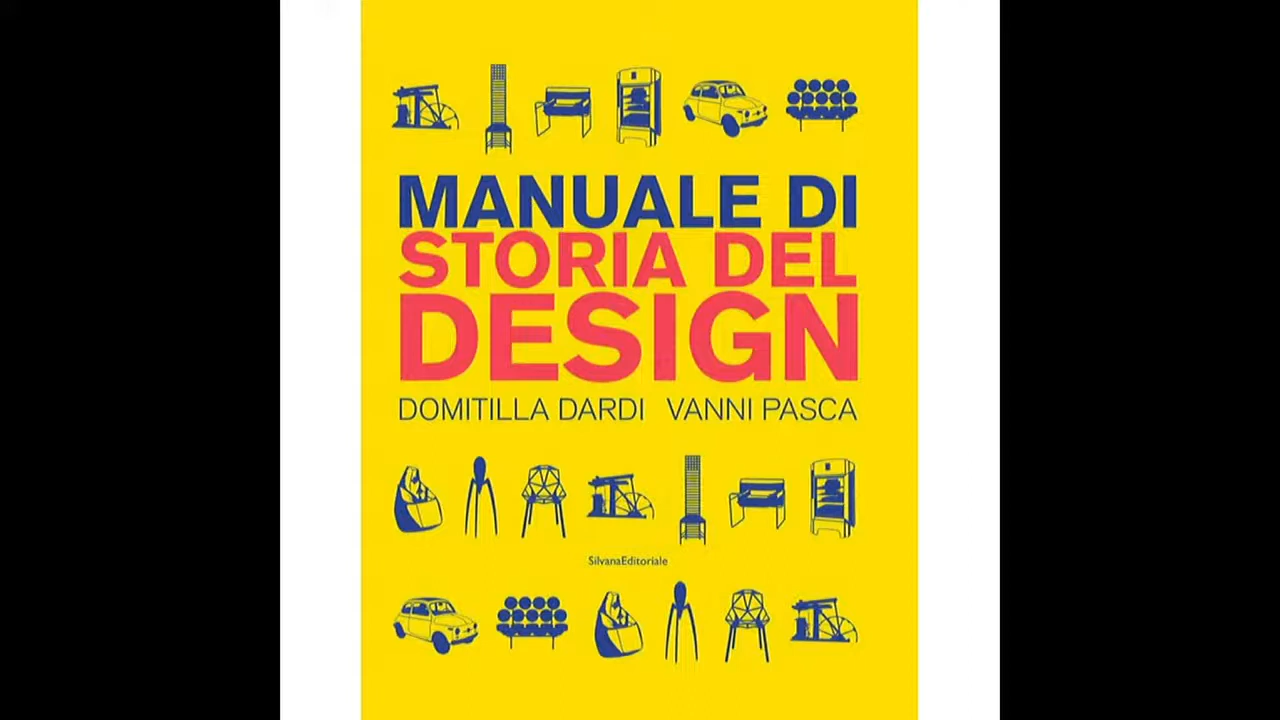 MANUALE DI
STORIA DEL
DESIGN
DOMITILLA DARDI VANNI PASCA
SilvanaEditoriale